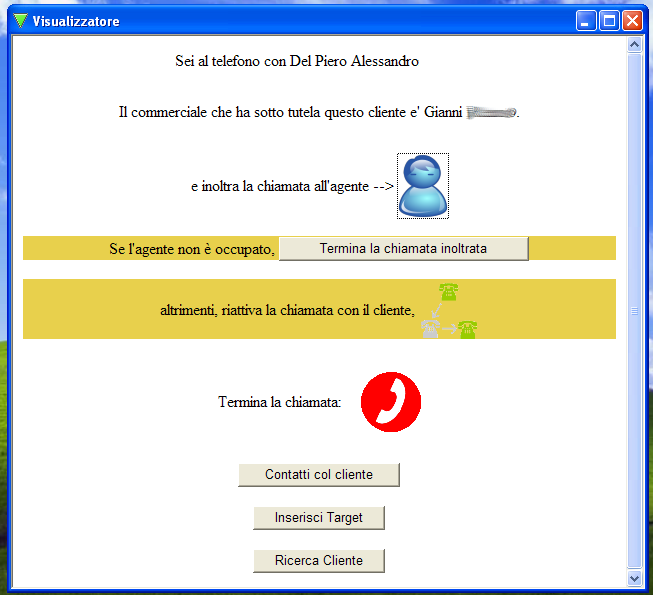 Visualizzatore
Sei al telefono con Del Piero Alessandro
Il commerciale che ha sotto tutela questo cliente e' Gianni .
e inoltra la chiamata all'agente -->
Se l'agente non è occupato, Termina la chiamata inoltrata
altrimenti, riattiva la chiamata con il cliente,
Termina la chiamata:
Contatti col cliente
Inserisci Target
Ricerca Cliente